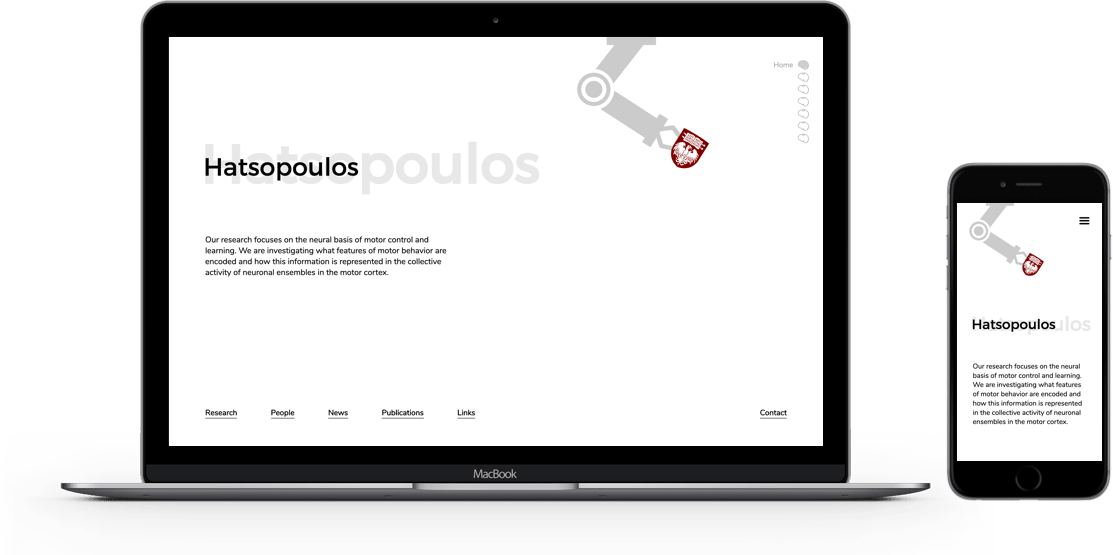 Home
Hatsopoulos
Hatsopoulos
Our research focuses on the neural basis of motor control and
learning. We are investigating what features of motor behavior are
encoded and how this information is represented in the collective
activity of neuronal ensembles in the motor cortex.
Research People News Publications Links Contact
MacBook
Hatsopoulos
Hatsopoulos
Our research focuses on the neural
basis of motor control and learning.
We are investigating what features
of motor behavior are encoded and
how this information is represented
in the collective activity of neuronal
ensembles in the motor cortex.